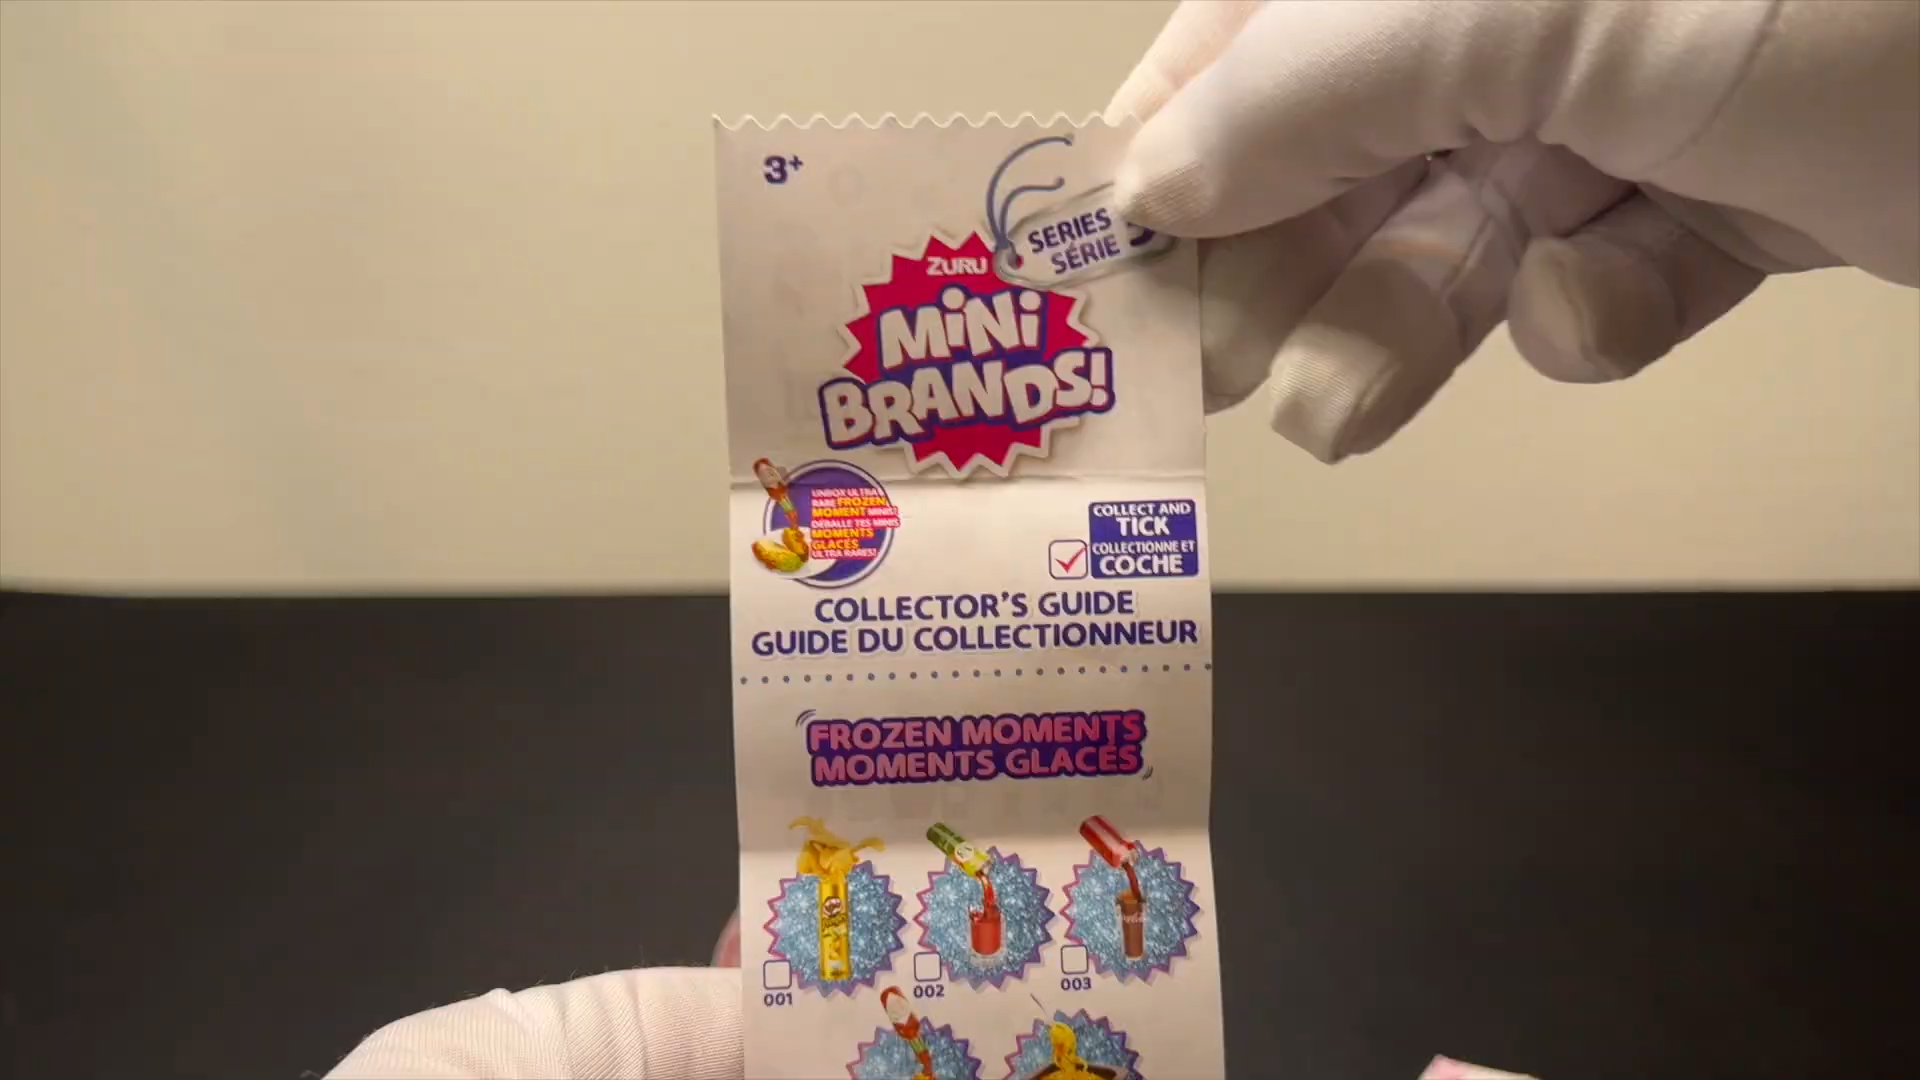 3+
SERIES
SÉRIE
ZURU
MiNi
BRANDS!
UNBOX ULTRA
RARE FROZEN
MOMENT MINIS!
DÉBALLE TES MINIS
MOMENTS
GLACÉS
ULTRA RARES!
COLLECT AND
TICK
COLLECTIONNE ET
COCHE
COLLECTOR'S GUIDE
GUIDE DU COLLECTIONNEUR
FROZEN MOMENTS
MOMENTS GLACÉS
001
002
003